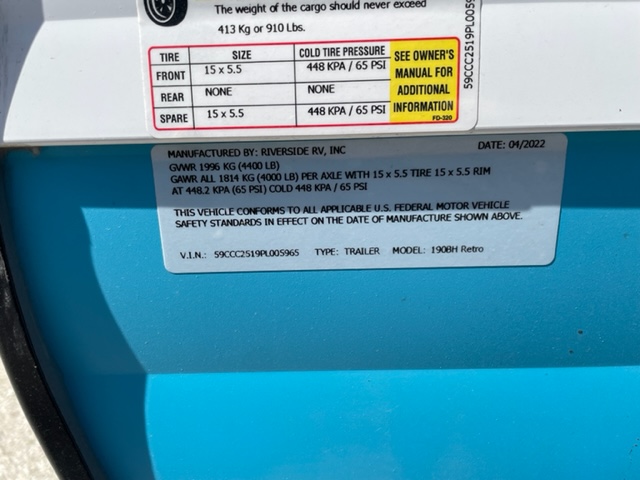 The weight of the cargo should never exceed
413 Kg or 910 Lbs.
TIRE SIZE COLD TIRE PRESSURE
FRONT 15 x 5.5 448 KPA / 65 PSI
REAR NONE NONE
SPARE 15 x 5.5 448 KPA / 65 PSI
SEE OWNER'S
MANUAL FOR
ADDITIONAL
INFORMATION
FD-320
59CCC2519PL0059
MANUFACTURED BY: RIVERSIDE RV, INC DATE: 04/2022
GVWR 1996 KG (4400 LB)
GAWR ALL 1814 KG (4000 LB) PER AXLE WITH 15 x 5.5 TIRE 15 x 5.5 RIM
AT 448.2 KPA (65 PSI) COLD 448 KPA / 65 PSI
THIS VEHICLE CONFORMS TO ALL APPLICABLE U.S. FEDERAL MOTOR VEHICLE
SAFETY STANDARDS IN EFFECT ON THE DATE OF MANUFACTURE SHOWN ABOVE.
V.I.N.: 59CCC2519PL005965 TYPE: TRAILER MODEL: 190BH Retro